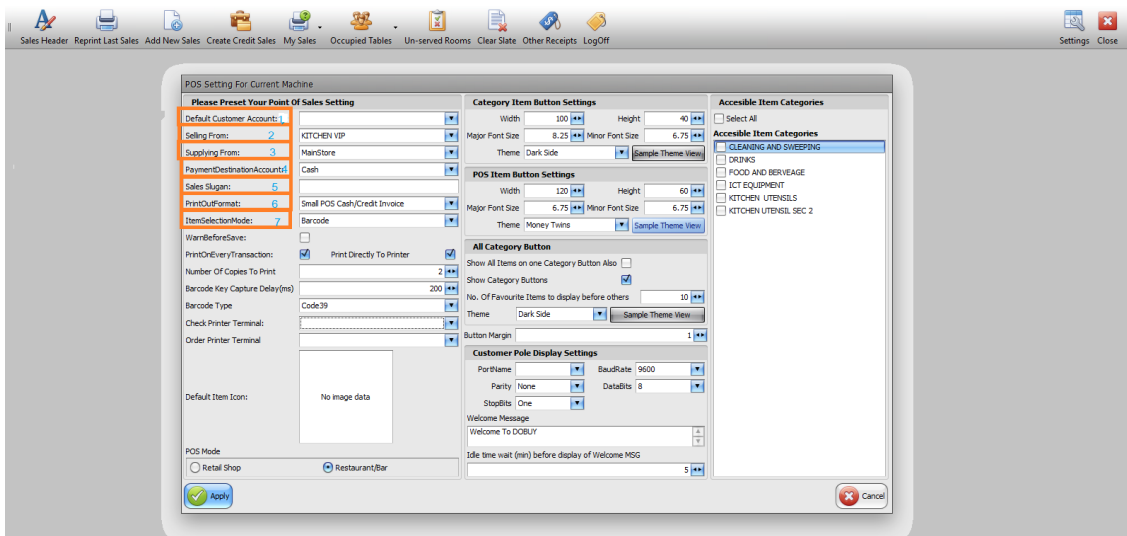 Sales Header Reprint Last Sales Add New Sales Create Credit Sales My Sales Occupied Tables Un-served Rooms Clear Slate Other Receipts LogOff Settings Close
POS Setting For Current Machine
Please Preset Your Point Of Sales Setting
Default Customer Account: 1
Selling From: 2 KITCHEN VIP
Supplying From: 3 MainStore
PaymentDestinationAccount: 4 Cash
Sales Slugan: 5
PrintOutFormat: 6 Small POS Cash/Credit Invoice
ItemSelectionMode: 7 Barcode
WarnBeforeSave:
PrintOnEveryTransaction: Print Directly To Printer
Number Of Copies To Print 2
Barcode Key Capture Delay(ms) 200
Barcode Type Code39
Check Printer Terminal:
Order Printer Terminal
Default Item Icon: No image data
POS Mode
Retail Shop Restaurant/Bar
Apply
Category Item Button Settings
Width 100 Height 40
Major Font Size 8.25 Minor Font Size 6.75
Theme Dark Side Sample Theme View
POS Item Button Settings
Width 120 Height 60
Major Font Size 6.75 Minor Font Size 6.75
Theme Money Twins Sample Theme View
All Category Button
Show All Items on one Category Button Also
Show Category Buttons
No. Of Favourite Items to display before others 10
Theme Dark Side Sample Theme View
Button Margin 1
Customer Pole Display Settings
PortName BaudRate 9600
Parity None DataBits 8
StopBits One
Welcome Message
Welcome To DOBUY
Idle time wait (min) before display of Welcome MSG
5
Accesible Item Categories
Select All
Accesible Item Categories
CLEANING AND SWEEPING
DRINKS
FOOD AND BERVEAGE
ICT EQUIPMENT
KITCHEN UTENSILS
KITCHEN UTENSIL SEC 2
Cancel